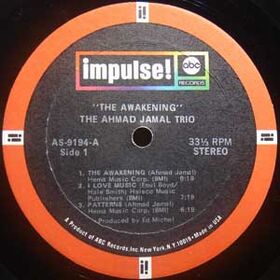 impulse!
abc
RECORDS
"THE AWAKENING"
THE AHMAD JAMAL TRIO
AS-9194-A
Side 1
33⅓ RPM
STEREO
1. THE AWAKENING (Ahmad Jamal)
Hema Music Corp. (BMI) 6:19
2. I LOVE MUSIC (Emil Boyd/
Hale Smith) Halsco Music
Publishers (BMI) 7:19
3. PATTERNS (Ahmad Jamal)
Hema Music Corp. (BMI) 6:19
Produced by Ed Michel
A Product of ABC Records, Inc. New York, N.Y. 10019 • Made in USA